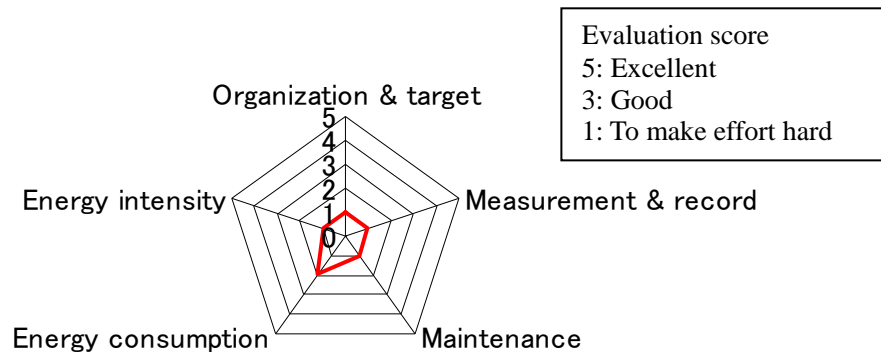 Evaluation score
5: Excellent
3: Good
1: To make effort hard
Organization & target
5
4
3
2
1
0
Energy intensity
Measurement & record
Energy consumption
Maintenance